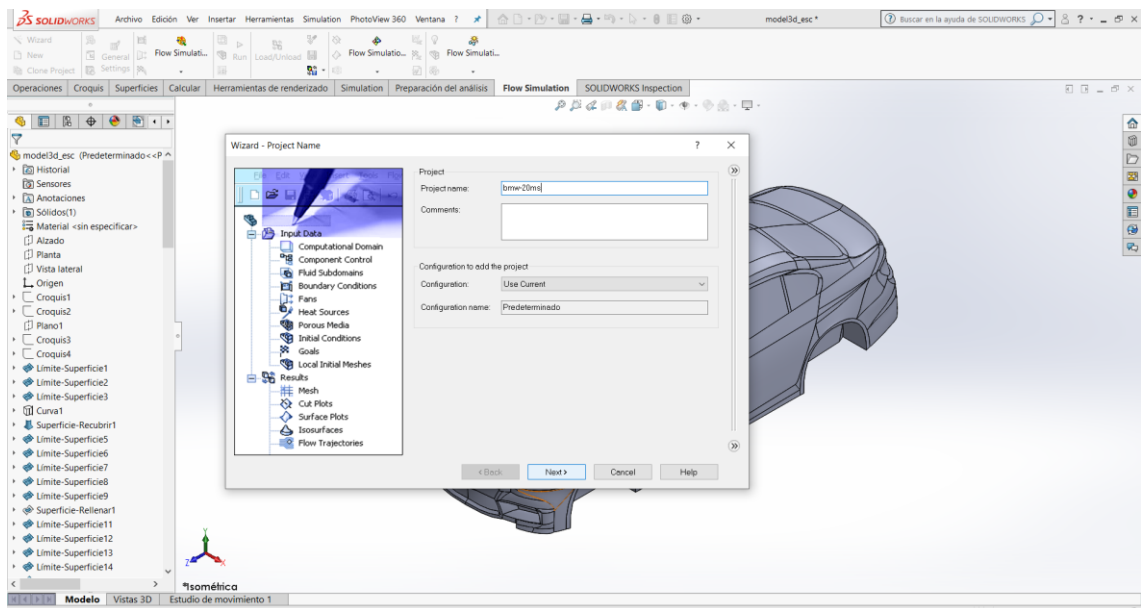 SOLIDWORKS Archivo Edición Ver Insertar Herramientas Simulation PhotoView 360 Ventana ? model3d_esc * Buscar en la ayuda de SOLIDWORKS
Wizard
New
Clone Project
General Settings
Flow Simulati...
Run
Load/Unload
Flow Simulatio...
Flow Simulati...
Operaciones Croquis Superficies Calcular Herramientas de renderizado Simulation Preparación del análisis Flow Simulation SOLIDWORKS Inspection
model3d_esc (Predeterminado<<P
Historial
Sensores
Anotaciones
Sólidos(1)
Material <sin especificar>
Alzado
Planta
Vista lateral
Origen
Croquis1
Croquis2
Plano1
Croquis3
Croquis4
Límite-Superficie1
Límite-Superficie2
Límite-Superficie3
Curva1
Superficie-Recubrir1
Límite-Superficie5
Límite-Superficie6
Límite-Superficie7
Límite-Superficie8
Límite-Superficie9
Superficie-Rellenar1
Límite-Superficie11
Límite-Superficie12
Límite-Superficie13
Límite-Superficie14
Wizard - Project Name ? ×
Input Data
Computational Domain
Component Control
Fluid Subdomains
Boundary Conditions
Fans
Heat Sources
Porous Media
Initial Conditions
Goals
Local Initial Meshes
Results
Mesh
Cut Plots
Surface Plots
Isosurfaces
Flow Trajectories
Project
Project name: bmw-20ms
Comments:
Configuration to add the project
Configuration: Use Current
Configuration name: Predeterminado
< Back Next > Cancel Help
Y
Z X
*Isométrica
Modelo Vistas 3D Estudio de movimiento 1